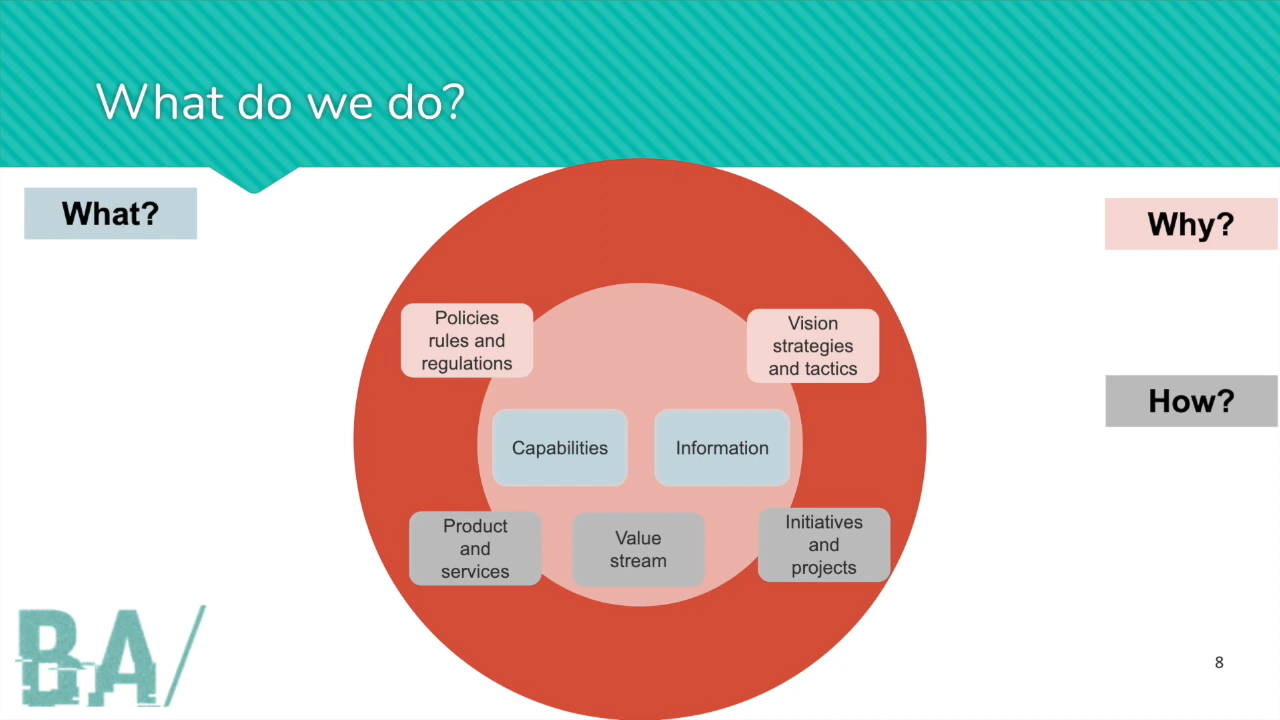 What do we do?
What?
Why?
Policies
rules and
regulations
Vision
strategies
and tactics
How?
Capabilities
Information
Product
and
services
Value
stream
Initiatives
and
projects
BA/
8